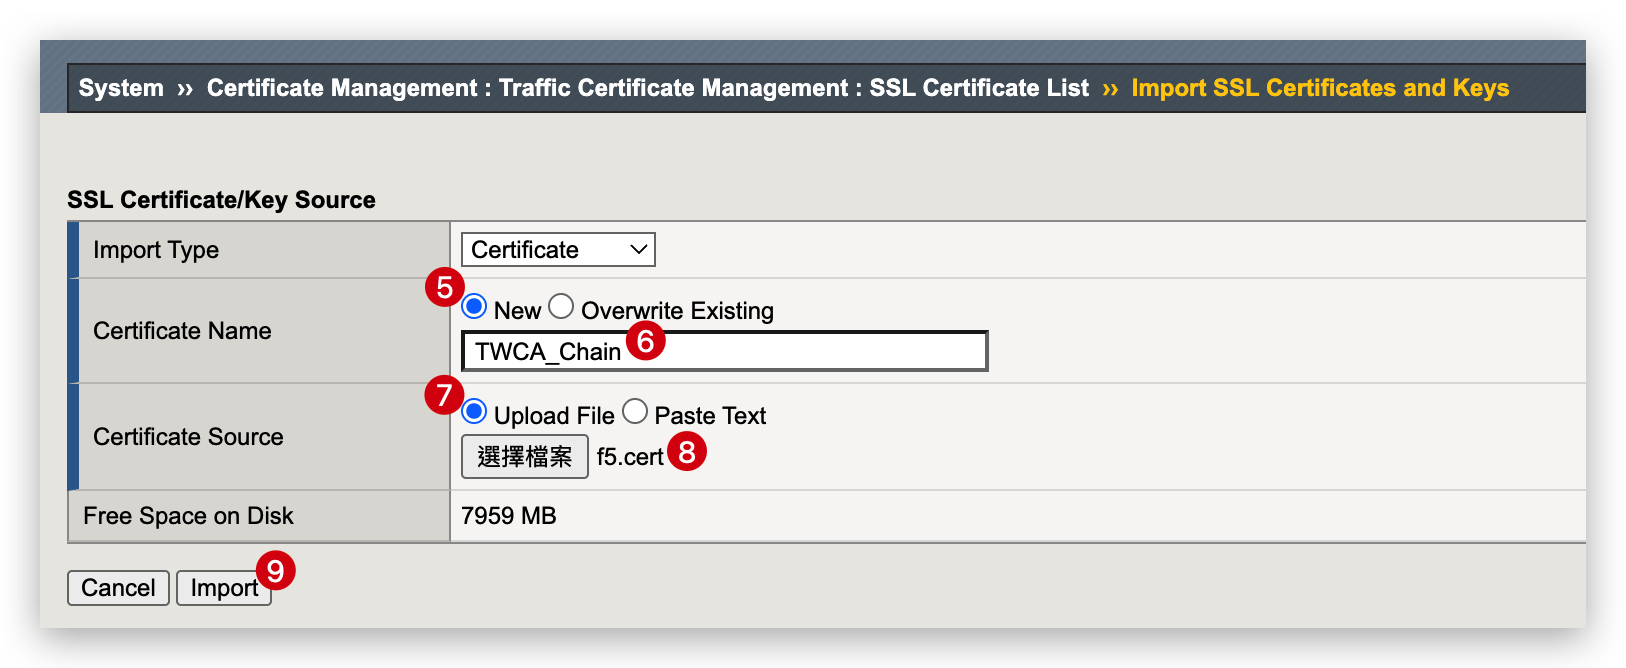 System ›› Certificate Management : Traffic Certificate Management : SSL Certificate List ›› Import SSL Certificates and Keys
SSL Certificate/Key Source
Import Type Certificate
5
New Overwrite Existing
Certificate Name
TWCA_Chain 6
7
Upload File Paste Text
Certificate Source
選擇檔案 f5.cert 8
Free Space on Disk 7959 MB
Cancel Import 9